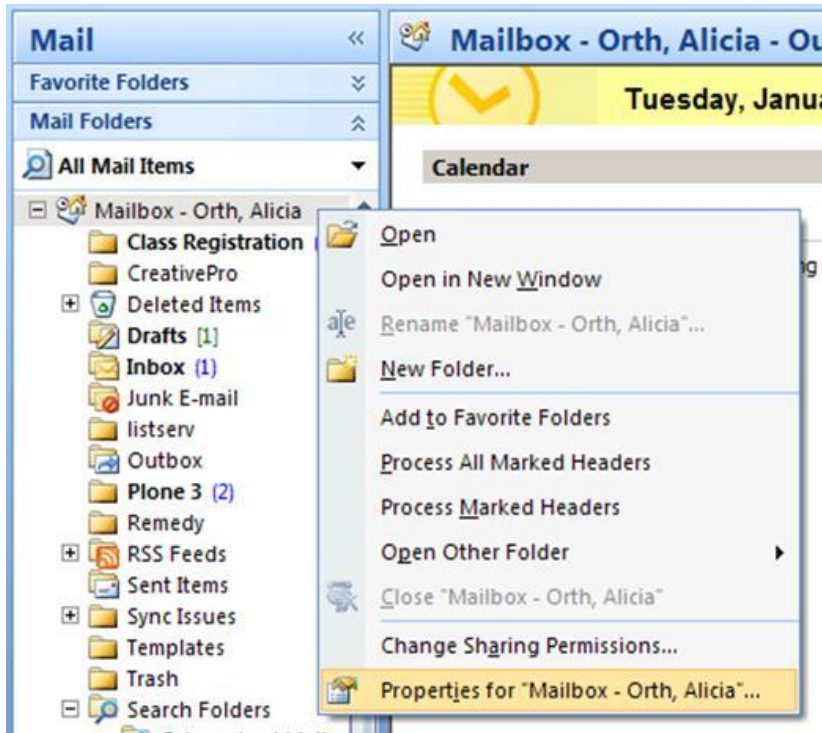 Mail
Favorite Folders
Mail Folders
All Mail Items
Mailbox - Orth, Alicia
Class Registration
CreativePro
Deleted Items
Drafts [1]
Inbox (1)
Junk E-mail
listserv
Outbox
Plone 3 (2)
Remedy
RSS Feeds
Sent Items
Sync Issues
Templates
Trash
Search Folders
Mailbox - Orth, Alicia - Ou
Tuesday, Janua
Calendar
ng
Open
Open in New Window
Rename "Mailbox - Orth, Alicia"...
New Folder...
Add to Favorite Folders
Process All Marked Headers
Process Marked Headers
Open Other Folder
Close "Mailbox - Orth, Alicia"
Change Sharing Permissions...
Properties for "Mailbox - Orth, Alicia"...